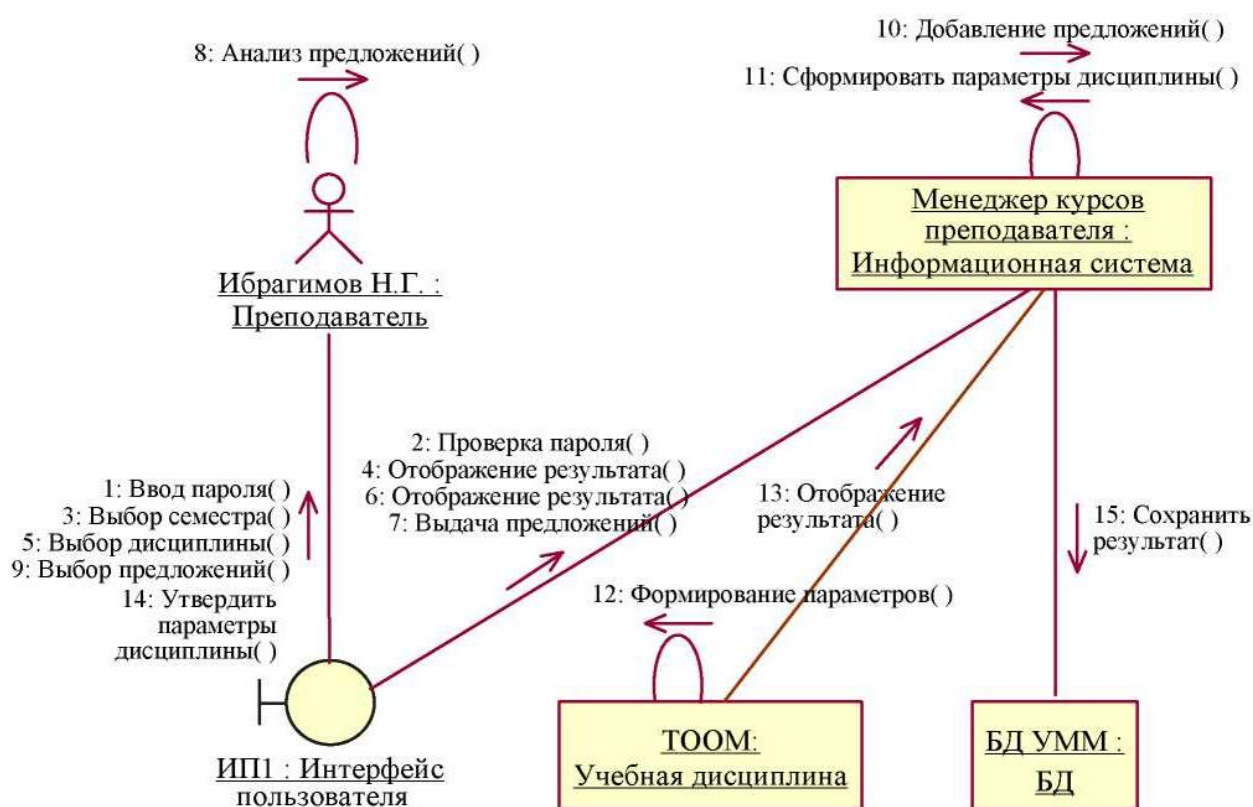 8: Анализ предложений( )
10: Добавление предложений( )
11: Сформировать параметры дисциплины( )
Менеджер курсов
преподавателя :
Информационная система
Ибрагимов Н.Г. :
Преподаватель
1: Ввод пароля( )
3: Выбор семестра( )
5: Выбор дисциплины( )
9: Выбор предложений( )
14: Утвердить
параметры
дисциплины( )
2: Проверка пароля( )
4: Отображение результата( )
6: Отображение результата( )
7: Выдача предложений( )
13: Отображение
результата( )
15: Сохранить
результат( )
12: Формирование параметров( )
ИП1 : Интерфейс
пользователя
ТООМ:
Учебная дисциплина
БД УММ :
БД